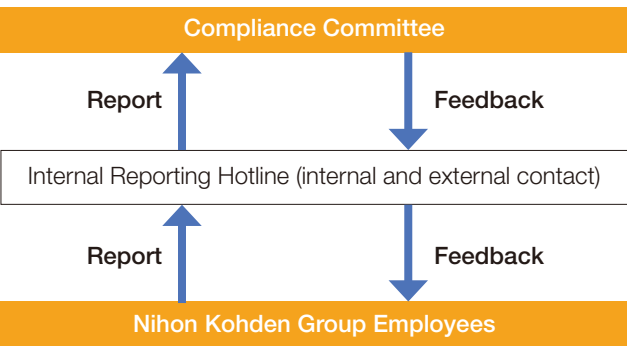 Compliance Committee
Report
Feedback
Internal Reporting Hotline (internal and external contact)
Report
Feedback
Nihon Kohden Group Employees